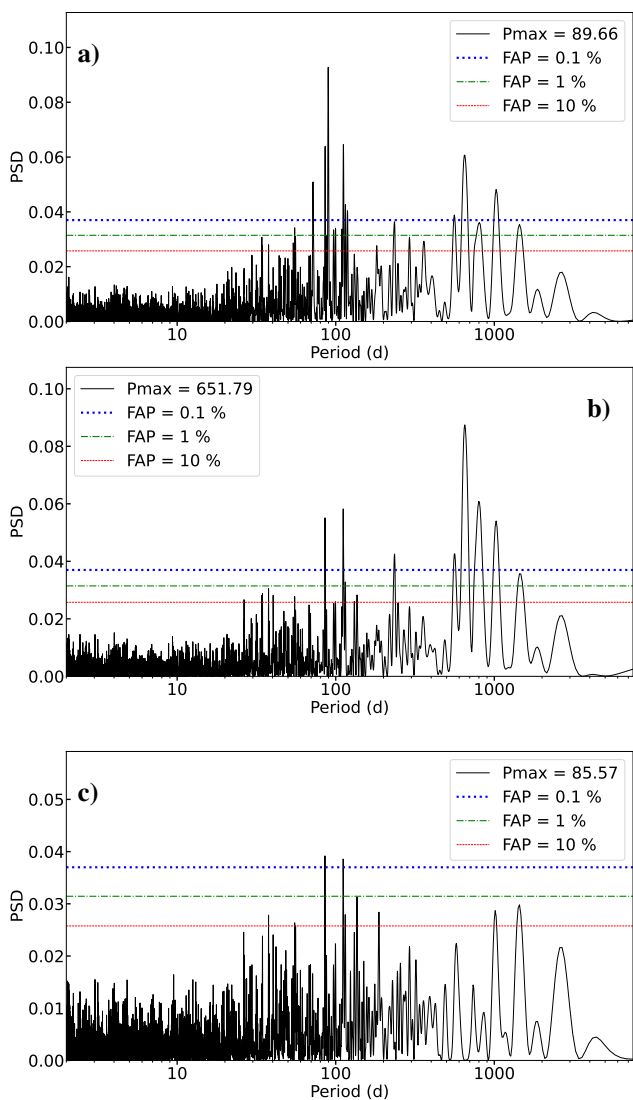 a)
Pmax = 89.66
FAP = 0.1 %
FAP = 1 %
FAP = 10 %
0.10
0.08
0.06
0.04
0.02
0.00
PSD
10 100 1000
Period (d)
b)
Pmax = 651.79
FAP = 0.1 %
FAP = 1 %
FAP = 10 %
0.10
0.08
0.06
0.04
0.02
0.00
PSD
10 100 1000
Period (d)
c)
Pmax = 85.57
FAP = 0.1 %
FAP = 1 %
FAP = 10 %
0.05
0.04
0.03
0.02
0.01
0.00
PSD
10 100 1000
Period (d)